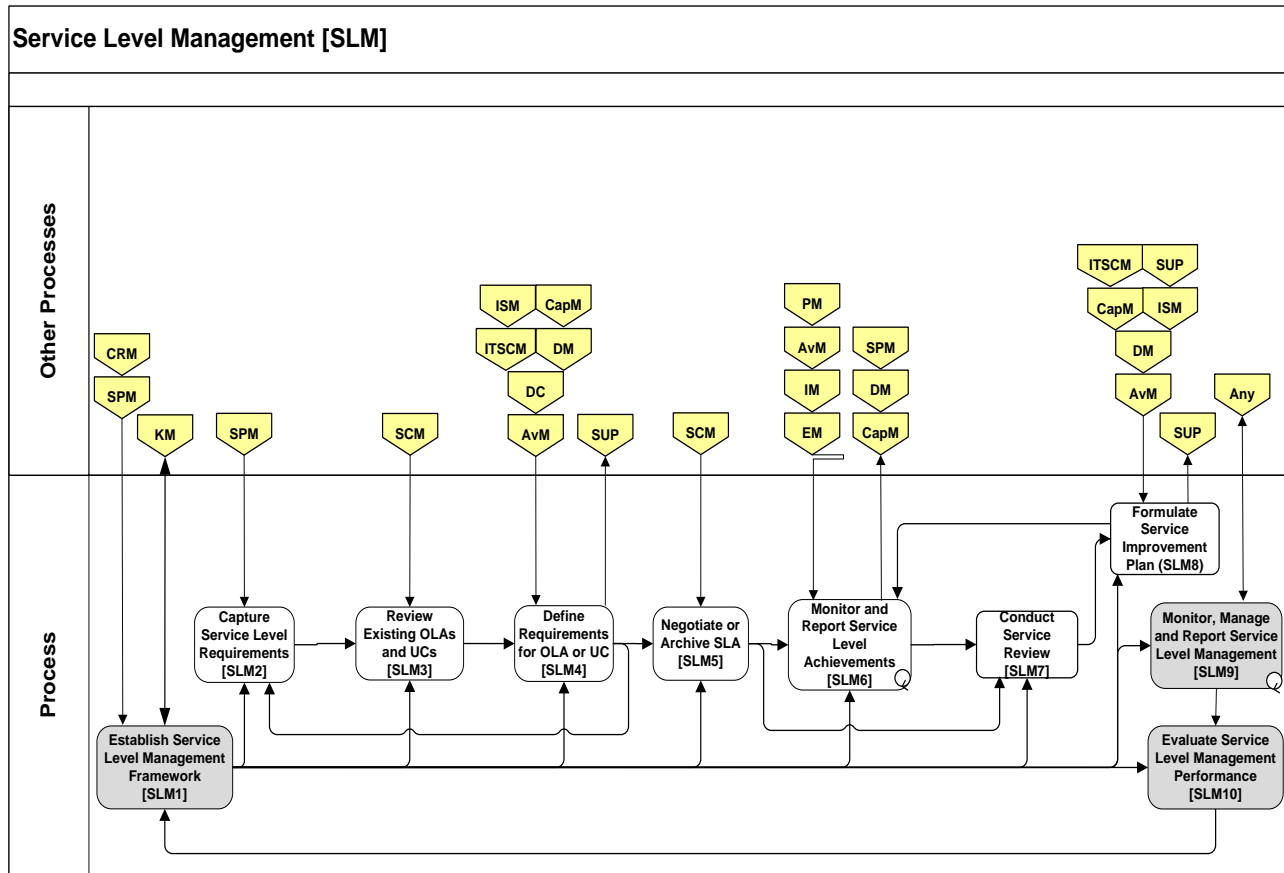 Service Level Management [SLM]
Other Processes
CRM
SPM
KM
SPM
SCM
ISM
CapM
ITSCM
DM
DC
AvM
SUP
SCM
PM
AvM
IM
EM
SPM
DM
CapM
ITSCM
SUP
CapM
ISM
DM
AvM
SUP
Any
Process
Establish Service
Level Management
Framework
[SLM1]
Capture
Service Level
Requirements
[SLM2]
Review
Existing OLAs
and UCs
[SLM3]
Define
Requirements
for OLA or UC
[SLM4]
Negotiate or
Archive SLA
[SLM5]
Monitor and
Report Service
Level
Achievements
[SLM6]
Conduct
Service
Review
[SLM7]
Formulate
Service
Improvement
Plan (SLM8)
Monitor, Manage
and Report Service
Level Management
[SLM9]
Evaluate Service
Level Management
Performance
[SLM10]